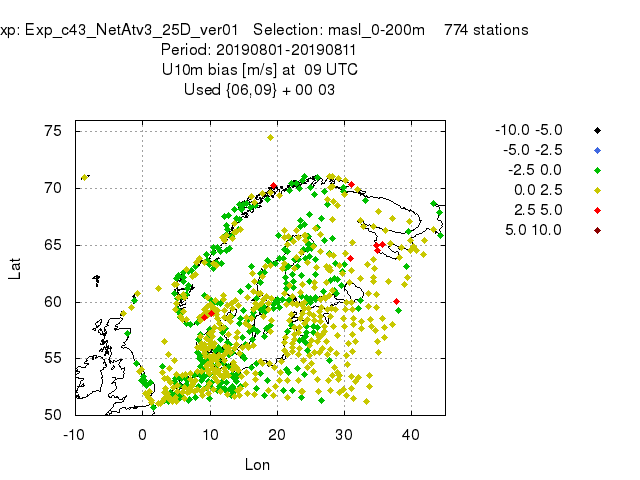 xp: Exp_c43_NetAtv3_25D_ver01 Selection: masl_0-200m 774 stations
Period: 20190801-20190811
U10m bias [m/s] at 09 UTC
Used {06,09} + 00 03
-10.0 -5.0
-5.0 -2.5
-2.5 0.0
0.0 2.5
2.5 5.0
5.0 10.0
75
70
65
60
55
50
Lat
-10 0 10 20 30 40
Lon